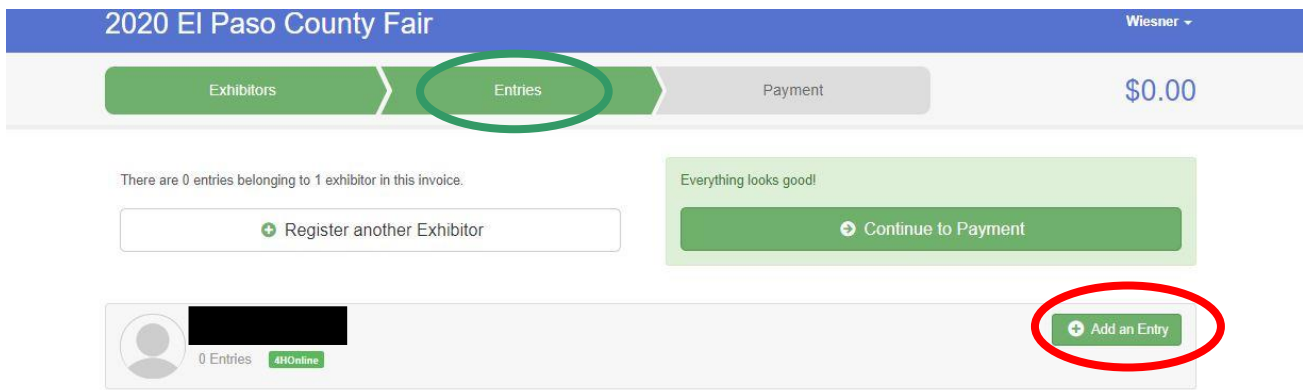 2020 El Paso County Fair
Wiesner
Exhibitors
Entries
Payment
$0.00
There are 0 entries belonging to 1 exhibitor in this invoice.
Everything looks good!
Register another Exhibitor
Continue to Payment
Add an Entry
0 Entries 4HOnline